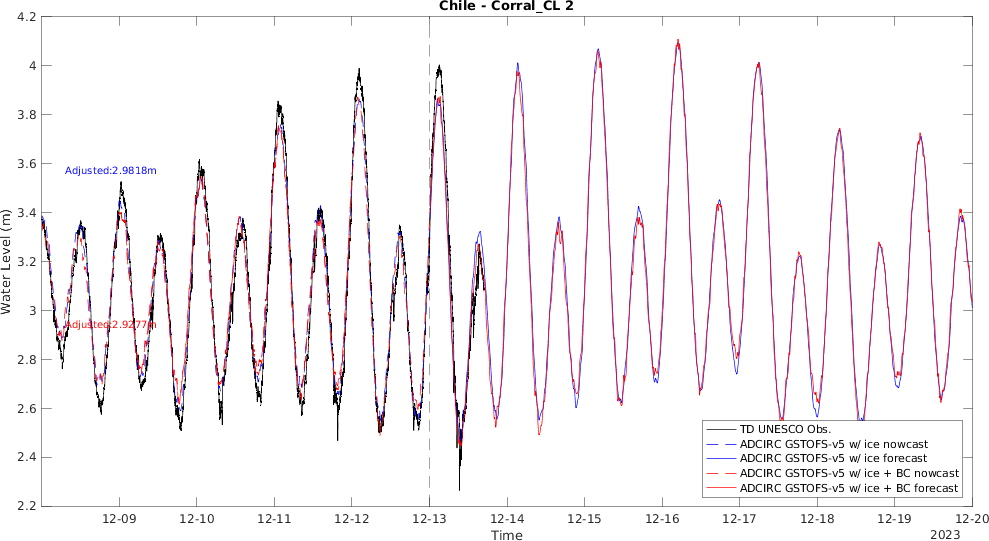 Chile - Corral_CL 2
4.2
4
3.8
3.6
3.4
3.2
3
2.8
2.6
2.4
2.2
Water Level (m)
Adjusted:2.9818m
Adjusted:2.9277m
TD UNESCO Obs.
ADCIRC GSTOFS-v5 w/ ice nowcast
ADCIRC GSTOFS-v5 w/ ice forecast
ADCIRC GSTOFS-v5 w/ ice + BC nowcast
ADCIRC GSTOFS-v5 w/ ice + BC forecast
12-09 12-10 12-11 12-12 12-13 12-14 12-15 12-16 12-17 12-18 12-19 12-20
Time
2023